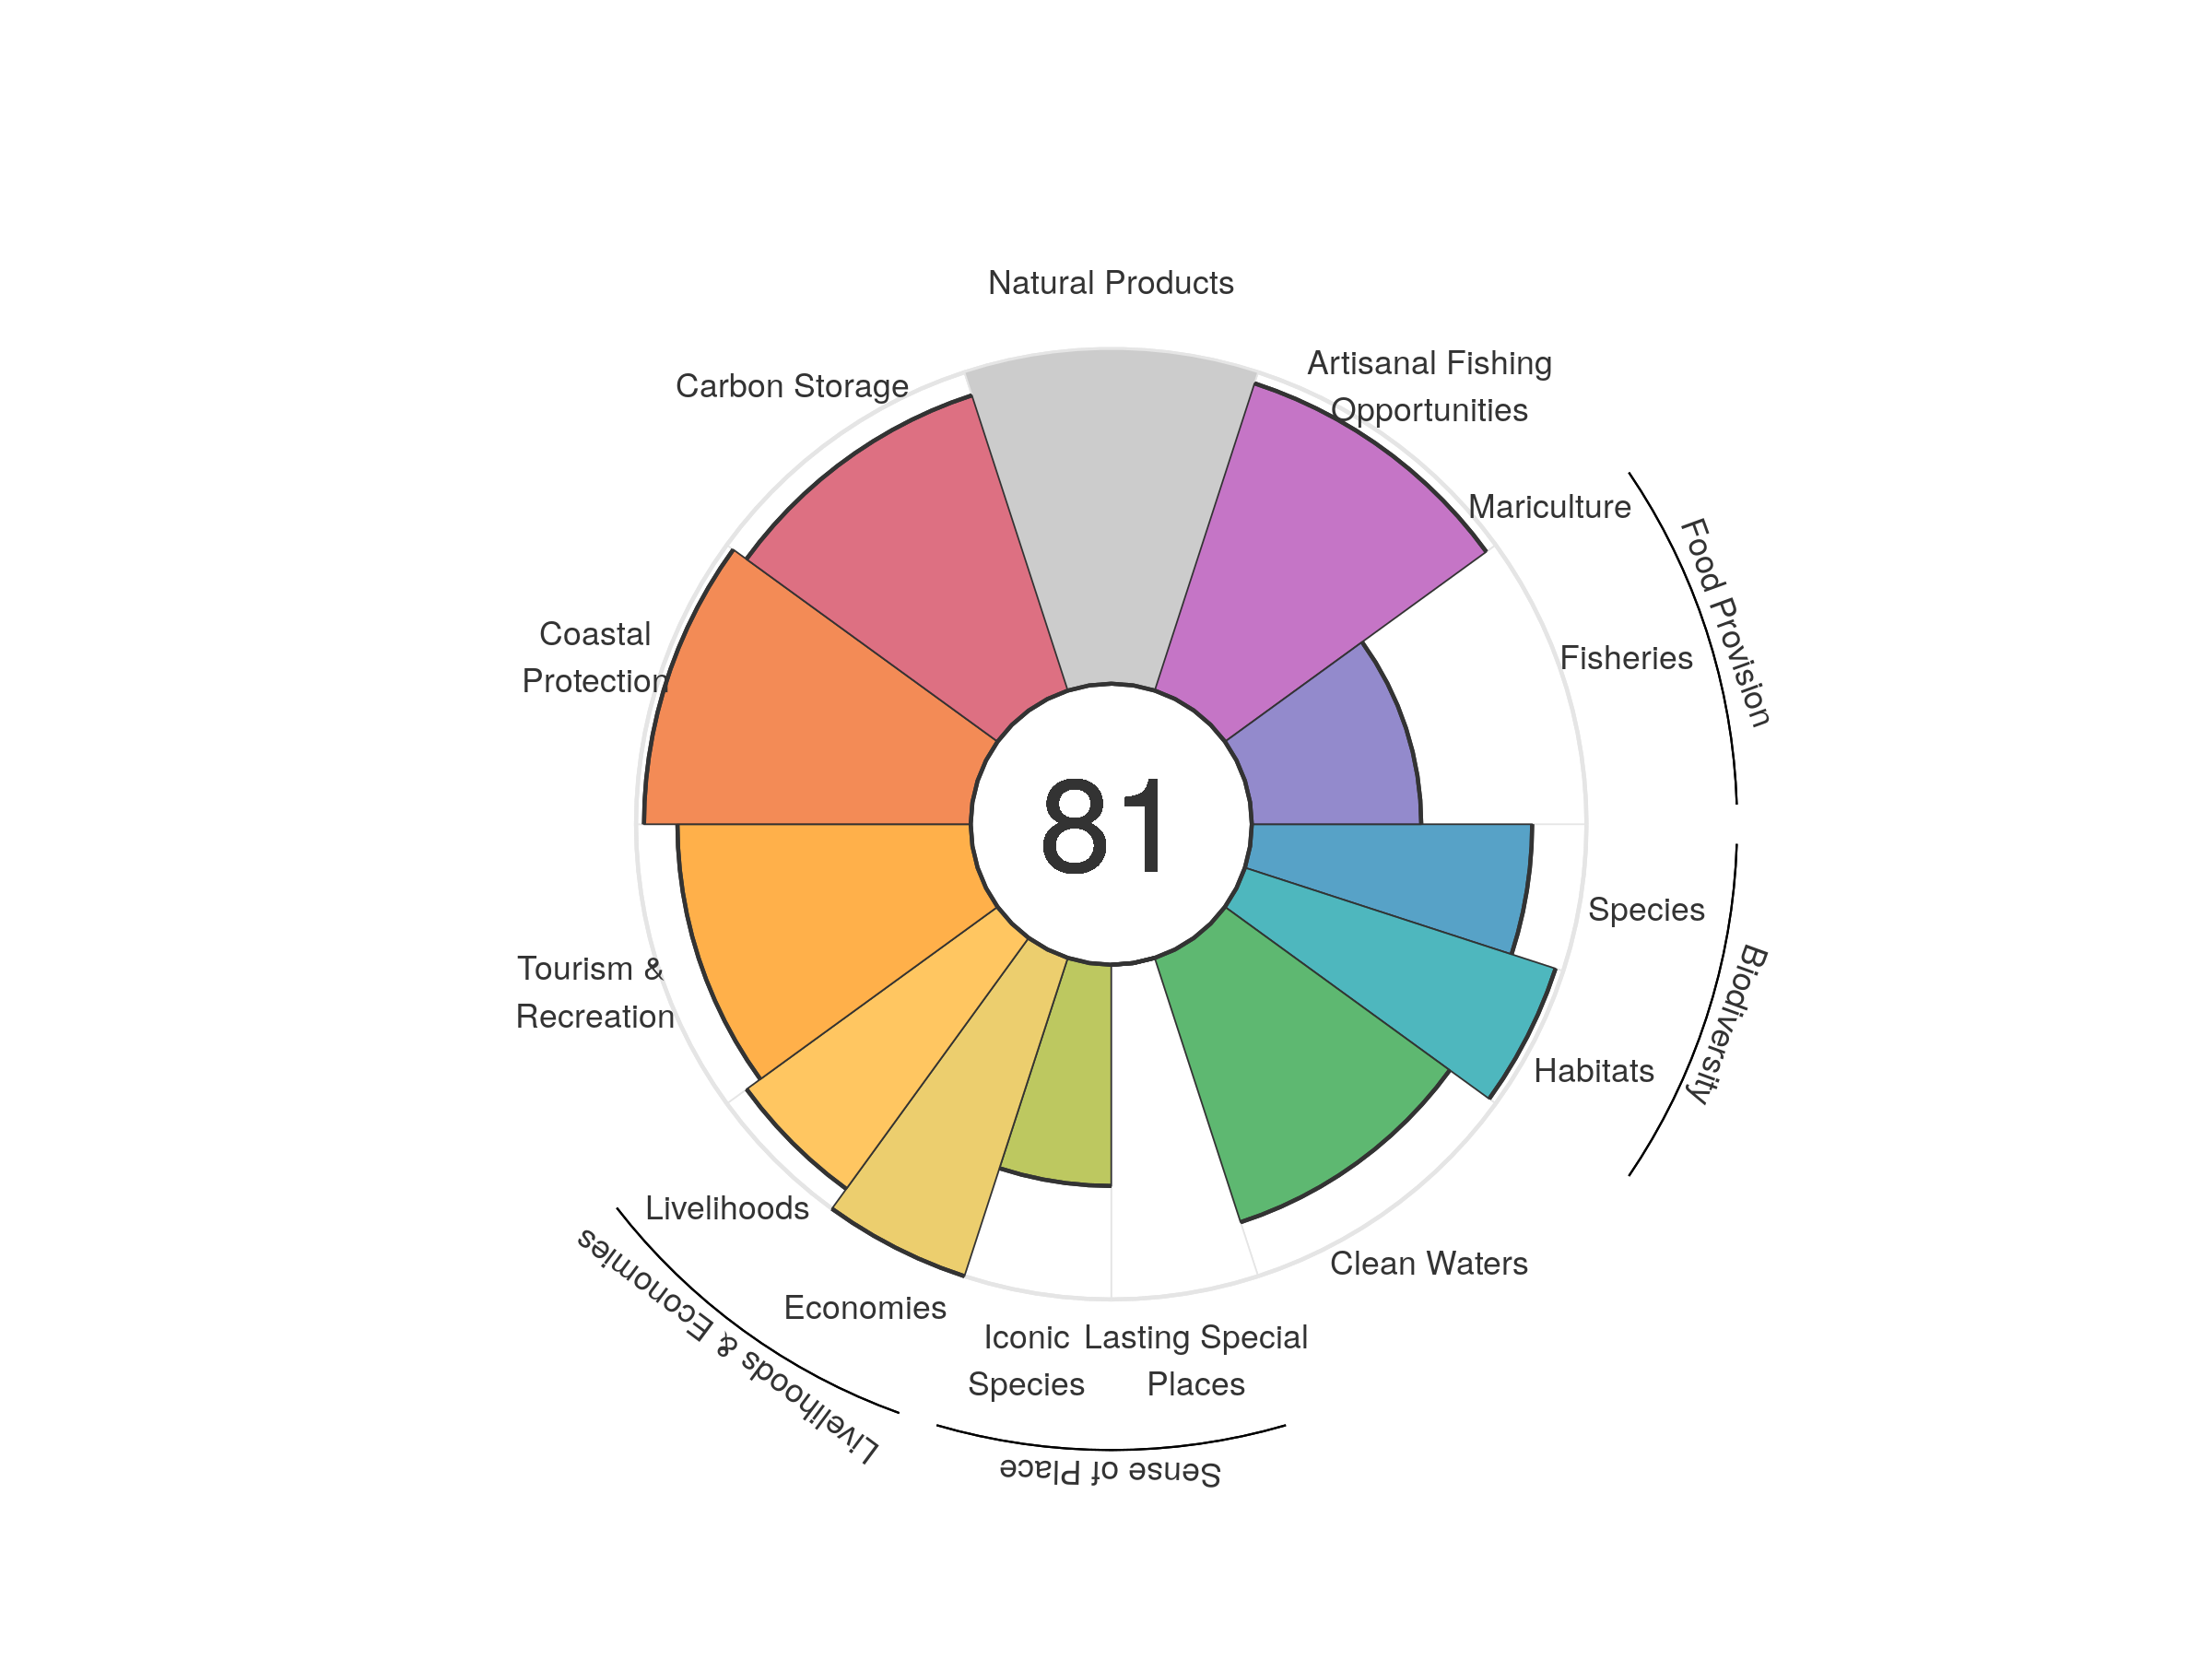 Natural Products
Carbon Storage
Artisanal Fishing
Opportunities
Mariculture
Food Provision
Fisheries
Coastal
Protection
81
Species
Biodiversity
Tourism &
Recreation
Habitats
Livelihoods
Livelihoods & Economies
Clean Waters
Economies
Iconic
Species
Lasting Special
Places
Sense of Place